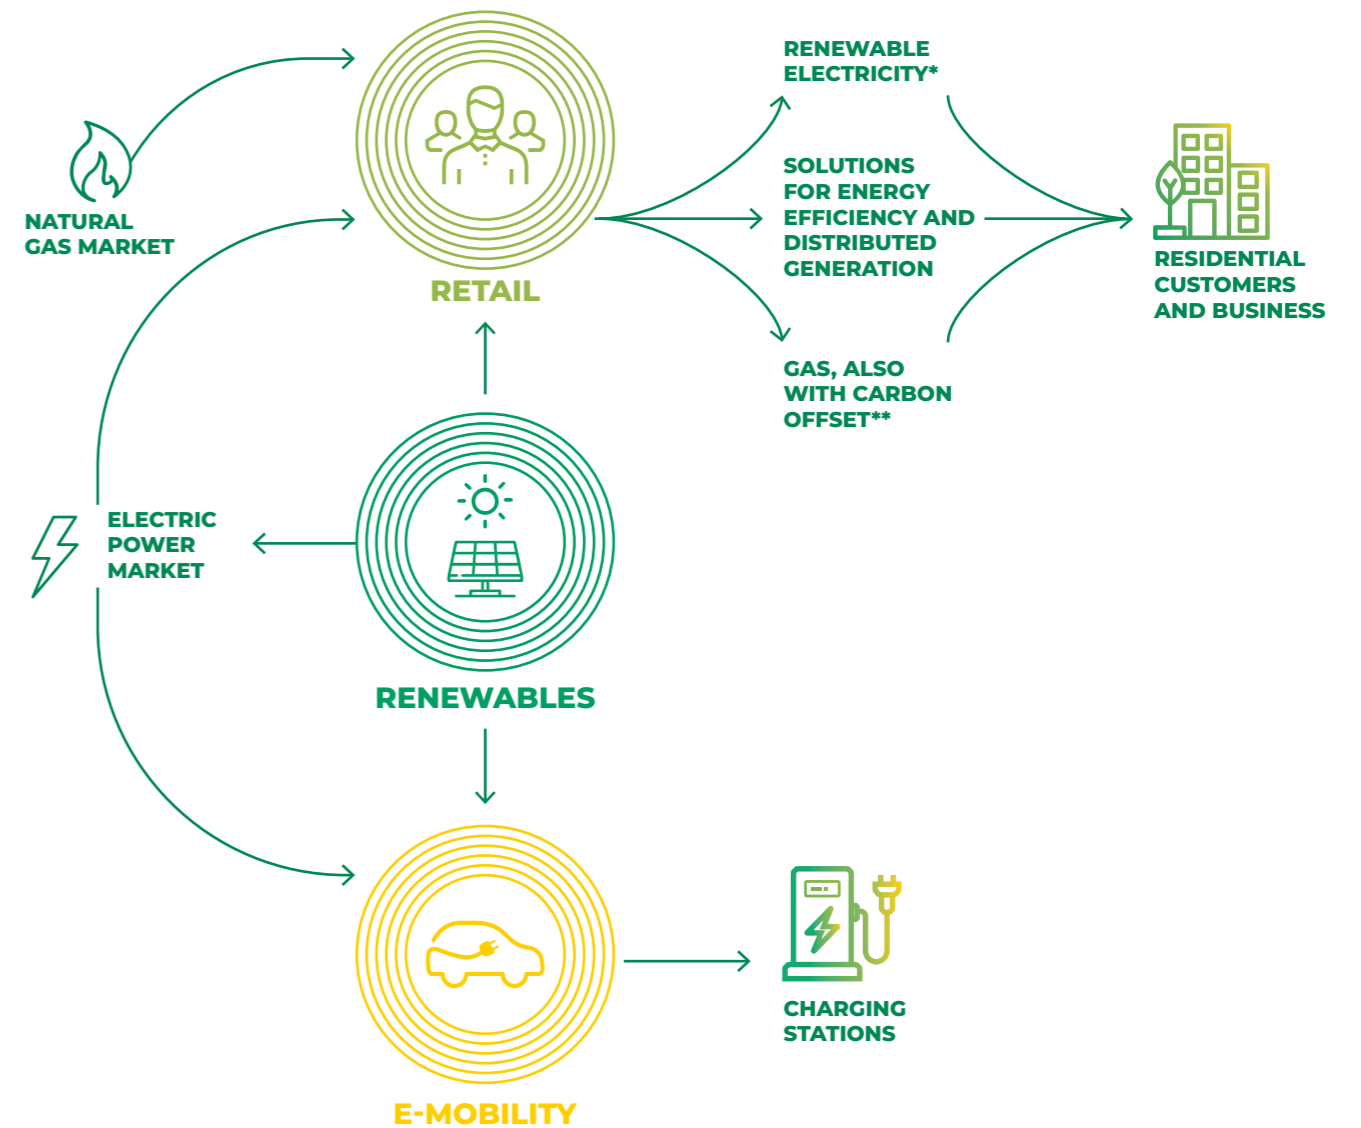 RENEWABLE
ELECTRICITY*
NATURAL
GAS MARKET
SOLUTIONS
FOR ENERGY
EFFICIENCY AND
DISTRIBUTED
GENERATION
RESIDENTIAL
CUSTOMERS
AND BUSINESS
RETAIL
GAS, ALSO
WITH CARBON
OFFSET**
ELECTRIC
POWER
MARKET
RENEWABLES
CHARGING
STATIONS
E-MOBILITY